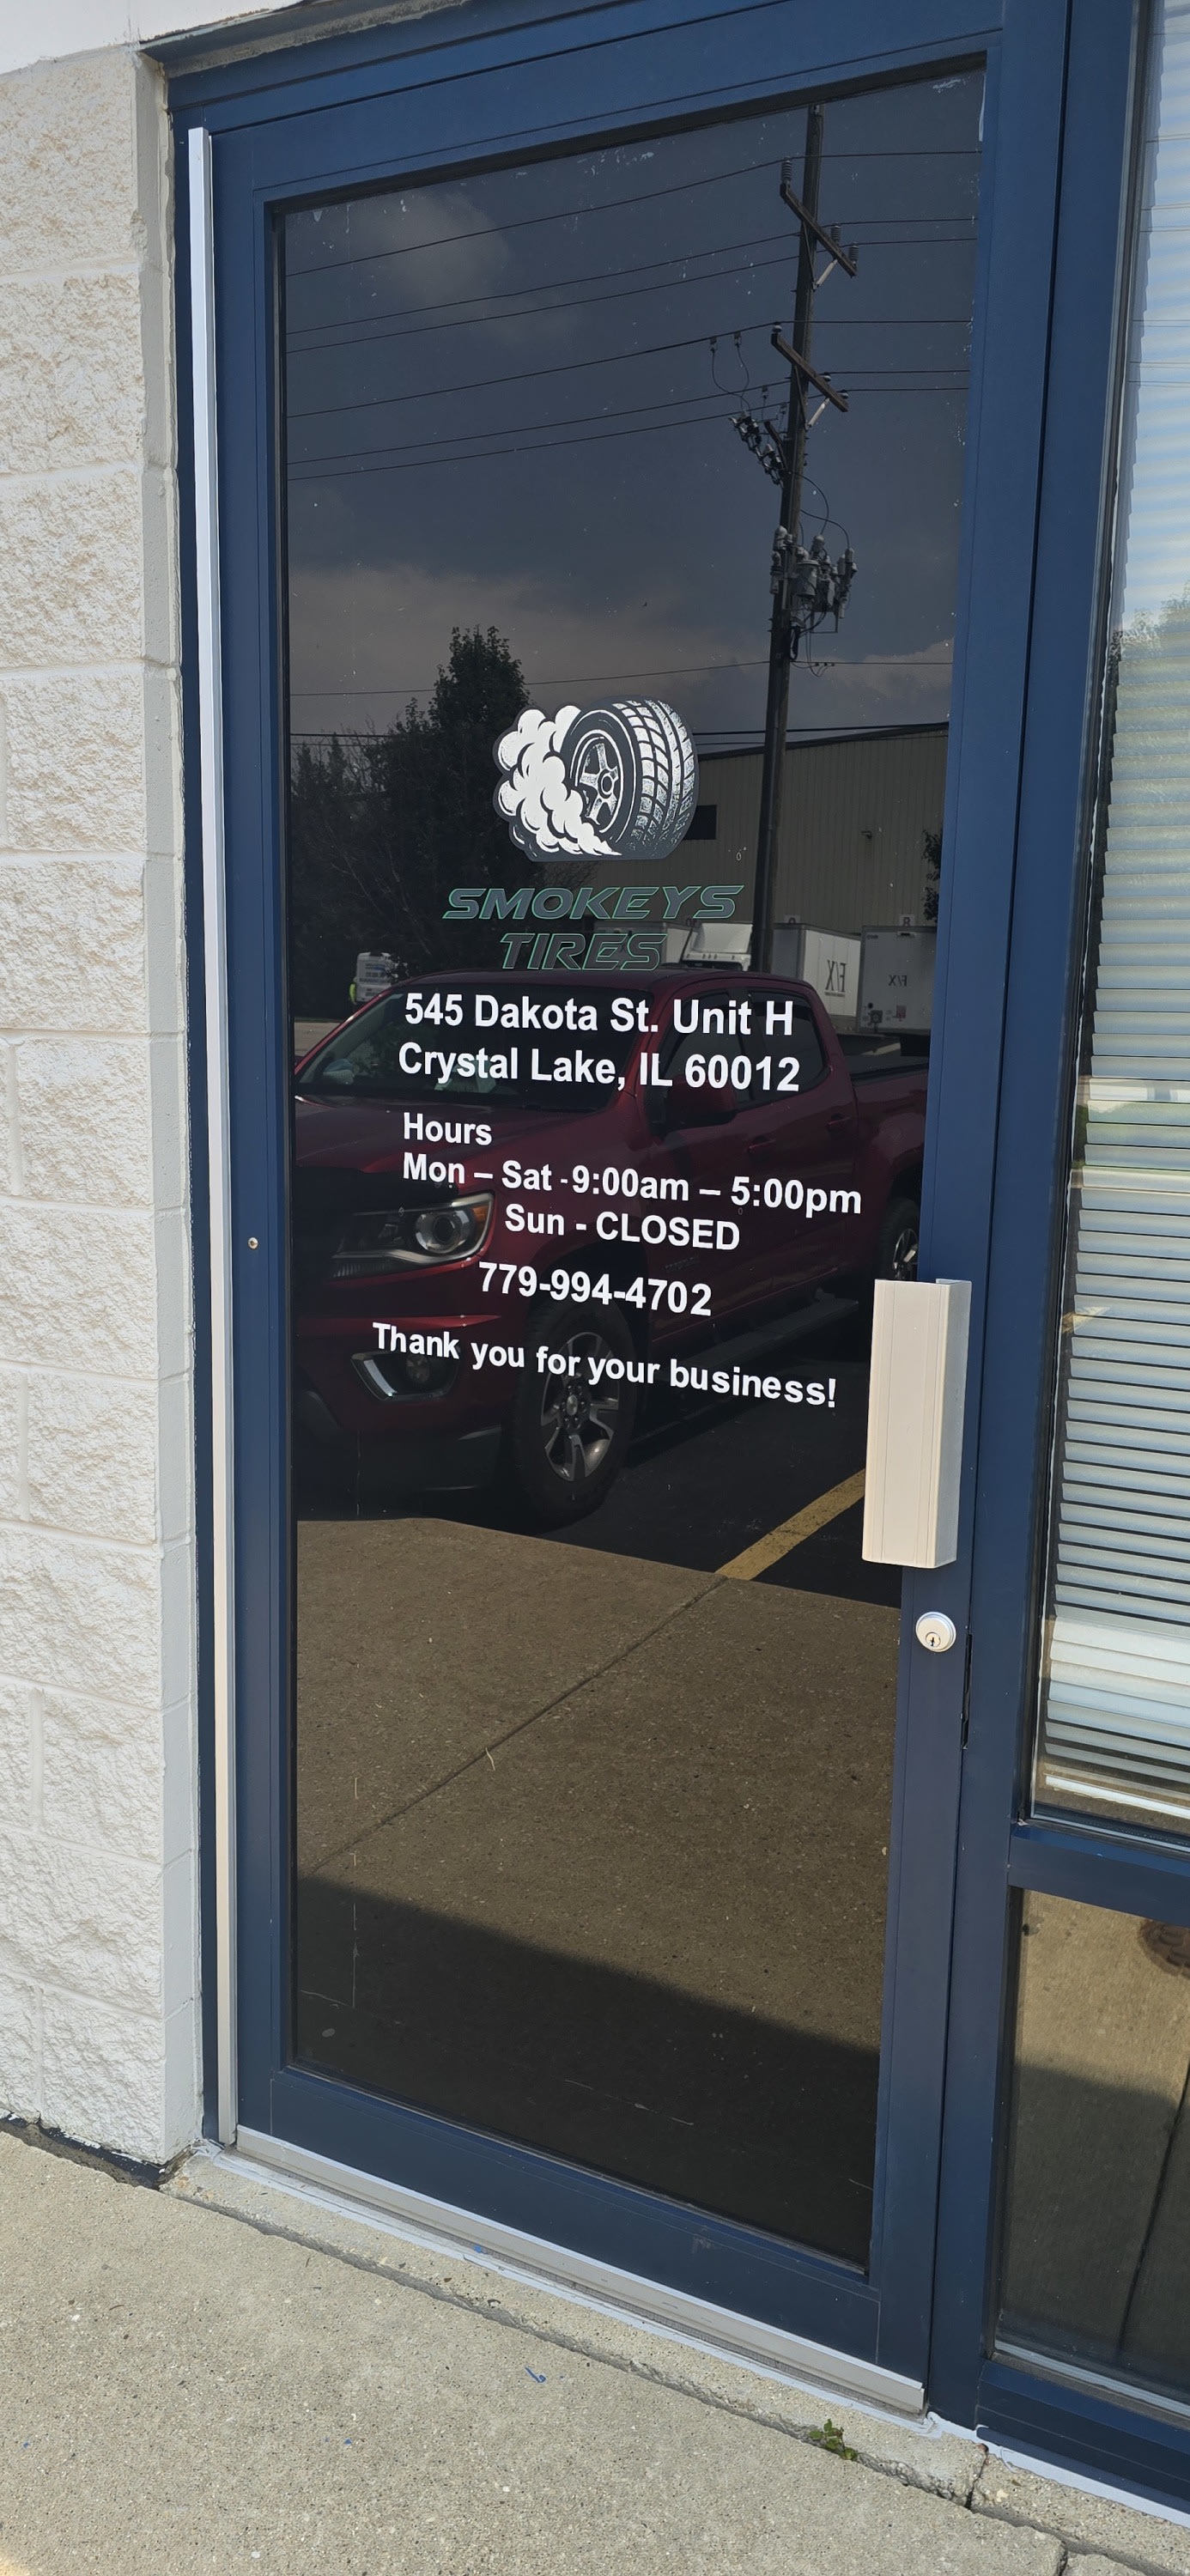 SMOKEYS
TIRES
545 Dakota St. Unit H
Crystal Lake, IL 60012
Hours
Mon – Sat - 9:00am – 5:00pm
Sun - CLOSED
779-994-4702
Thank you for your business!